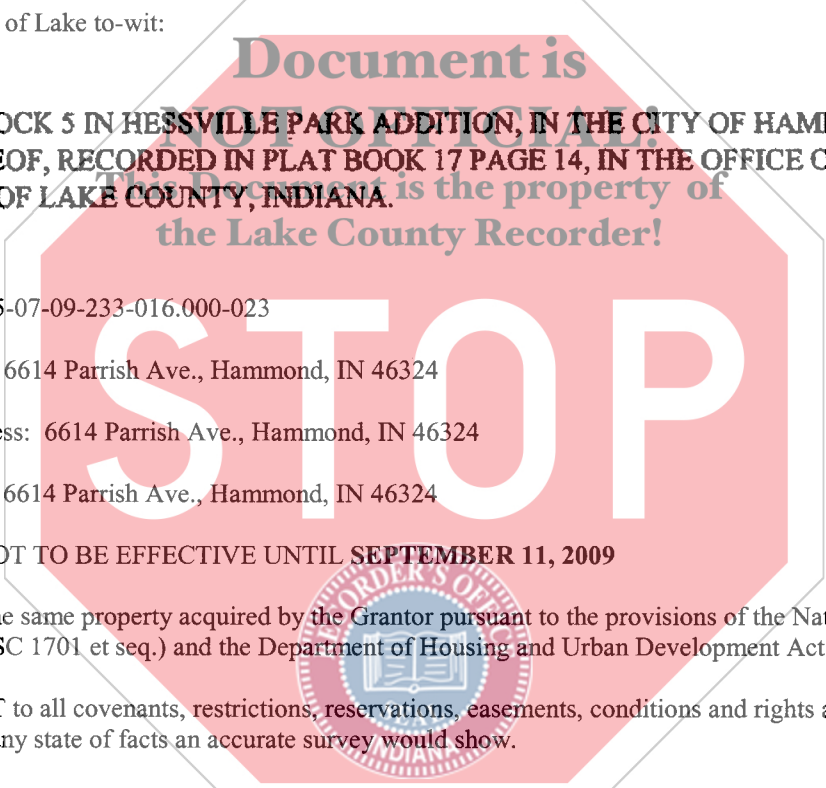 of Lake to-wit:
Document is
NOT OFFICIAL!
OCK 5 IN HESSVILLE PARK ADDITION, IN THE CITY OF HAM
EOF, RECORDED IN PLAT BOOK 17 PAGE 14, IN THE OFFICE
This Document is the property of
OF LAKE COUNTY, INDIANA.
the Lake County Recorder!
-07-09-233-016.000-023
6614 Parrish Ave., Hammond, IN 46324
ess: 6614 Parrish Ave., Hammond, IN 46324
6614 Parrish Ave., Hammond, IN 46324
STOP
OT TO BE EFFECTIVE UNTIL SEPTEMBER 11, 2009
e same property acquired by the Grantor pursuant to the provisions of the Nat
SC 1701 et seq.) and the Department of Housing and Urban Development Act
to all covenants, restrictions, reservations, easements, conditions and rights a
ny state of facts an accurate survey would show.
RECORDER'S OFFIC
INDIANA